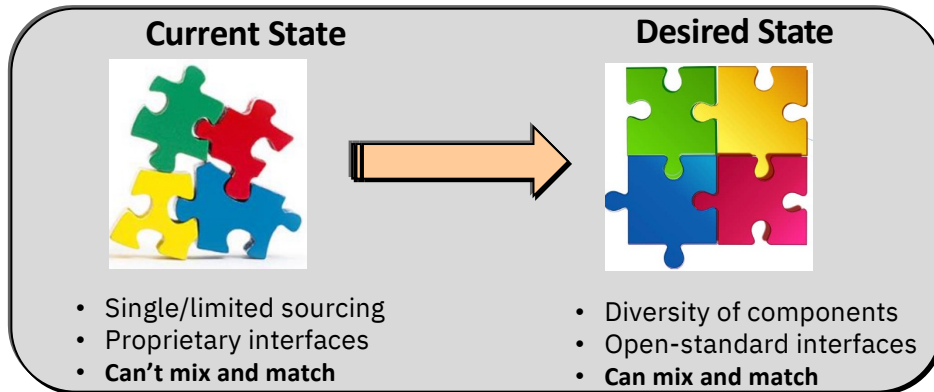 Current State
• Single/limited sourcing
• Proprietary interfaces
• Can’t mix and match
Desired State
• Diversity of components
• Open-standard interfaces
• Can mix and match